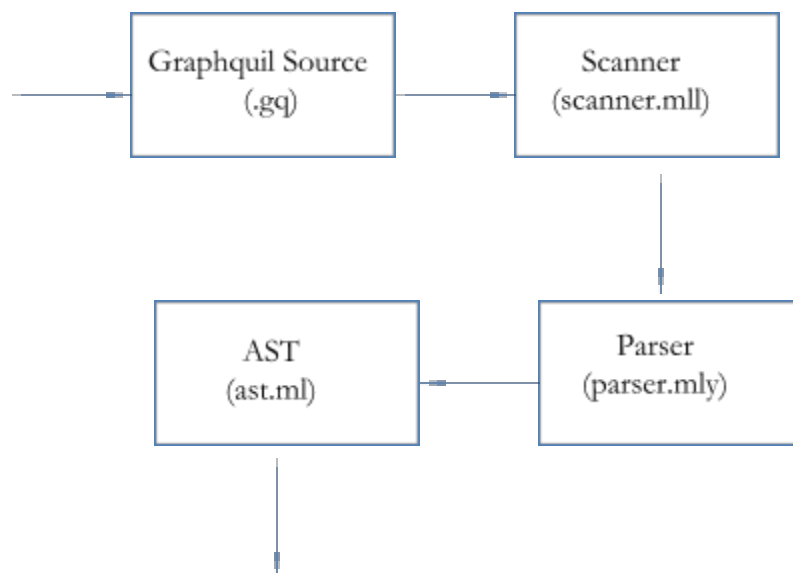 Graphquil Source
(.gq)
Scanner
(scanner.mll)
Parser
(parser.mly)
AST
(ast.ml)